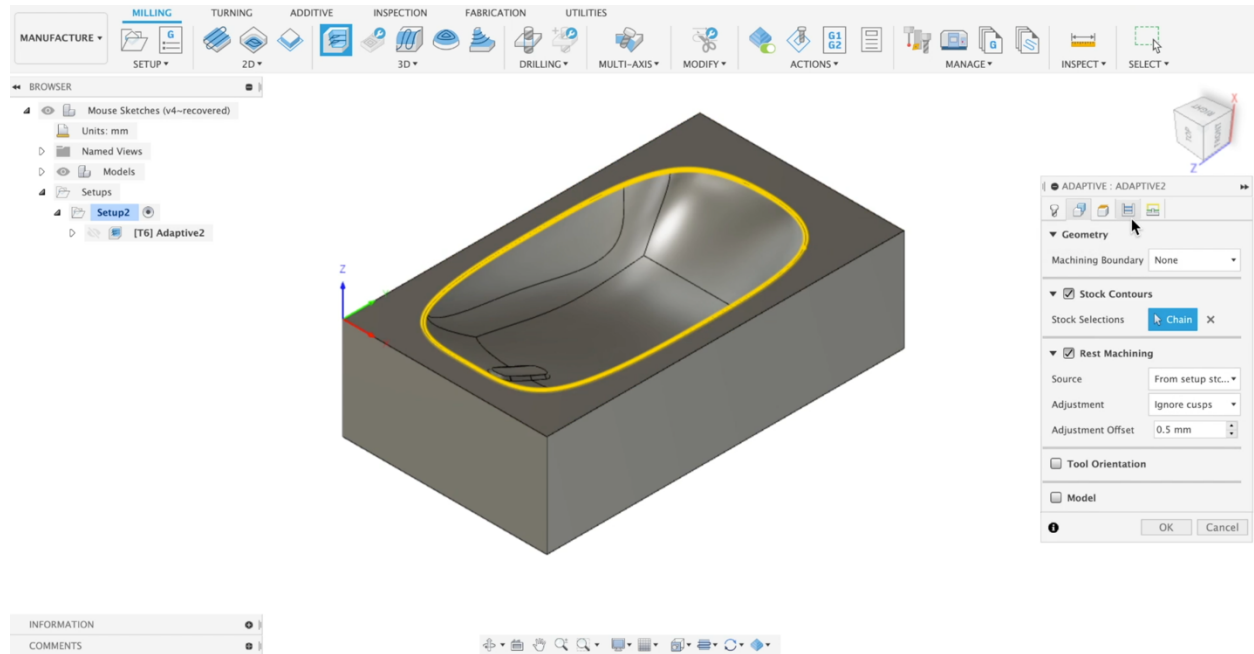 MILLING TURNING ADDITIVE INSPECTION FABRICATION UTILITIES
MANUFACTURE
G
G1
G2
G
SETUP 2D 3D DRILLING MULTI-AXIS MODIFY ACTIONS MANAGE INSPECT SELECT
BROWSER
Mouse Sketches (v4~recovered)
Units: mm
Named Views
Models
Setups
Setup2
[T6] Adaptive2
Z
X
TOP
Z
ADAPTIVE : ADAPTIVE2
Geometry
Machining Boundary None
Stock Contours
Stock Selections Chain
Rest Machining
Source From setup stc...
Adjustment Ignore cusps
Adjustment Offset 0.5 mm
Tool Orientation
Model
OK Cancel
INFORMATION
COMMENTS